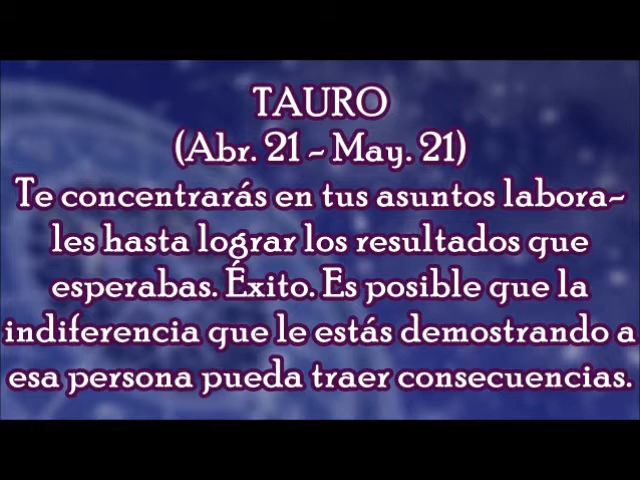 TAURO
(Abr. 21 - May. 21)
Te concentrarás en tus asuntos labora-
les hasta lograr los resultados que
esperabas. Éxito. Es posible que la
indiferencia que le estás demostrando a
esa persona pueda traer consecuencias.